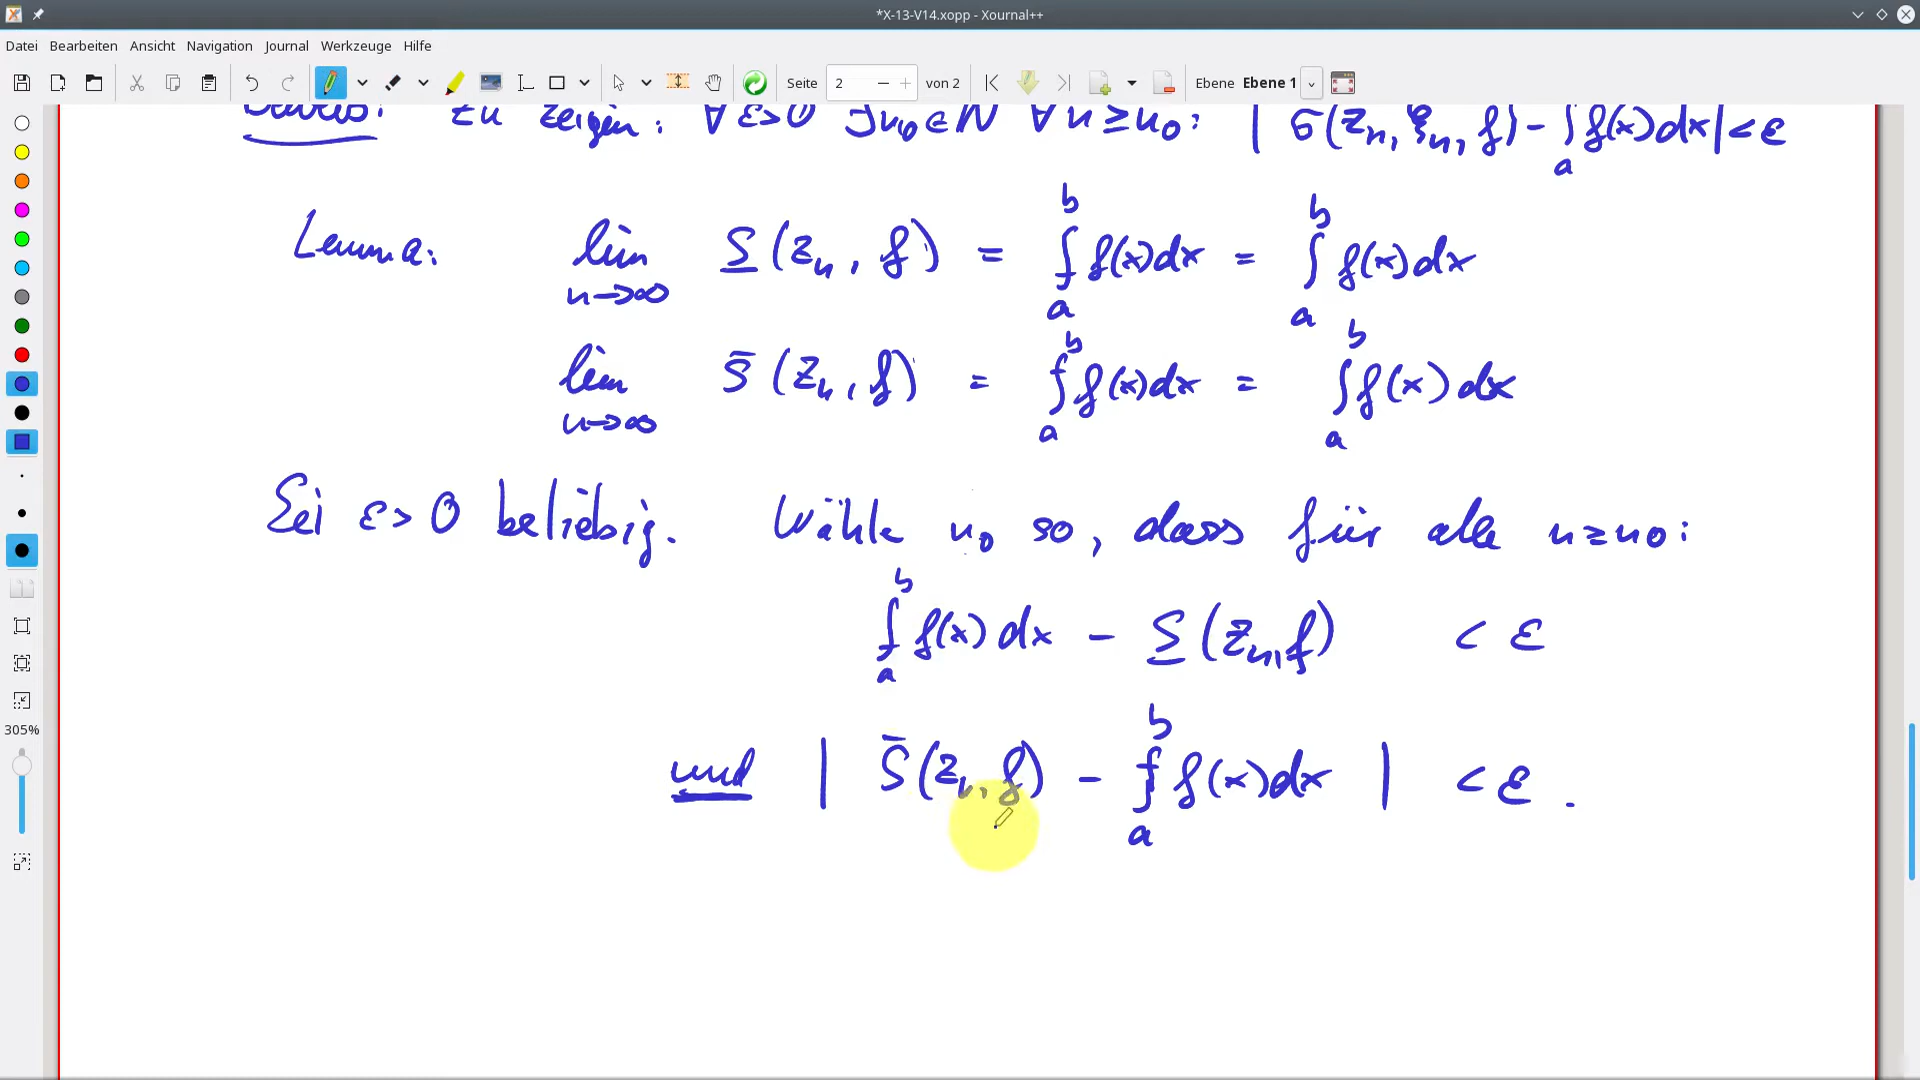 *X-13-V14.xopp - Xournal++
Datei Bearbeiten Ansicht Navigation Journal Werkzeuge Hilfe
Seite 2 von 2 Ebene Ebene 1
Beweis: zu zeigen: ∀ε>0 ∃n₀∈N ∀n≥n₀: | σ(Zₙ, ξₙ, f) - ∫ₐ f(x)dx | < ε
Lemma: lim n→∞ S̲(Zₙ, f) = ∫ₐᵇ f(x)dx = ∫ₐᵇ f(x)dx
lim n→∞ S̄(Zₙ, f) = ∫ₐᵇ f(x)dx = ∫ₐᵇ f(x)dx
Sei ε>0 beliebig. Wähle n₀ so, dass für alle n≥n₀:
∫ₐᵇ f(x)dx - S̲(Zₙ,f) < ε
und | S̄(Zₙ,f) - ∫ₐᵇ f(x)dx | < ε.
305%